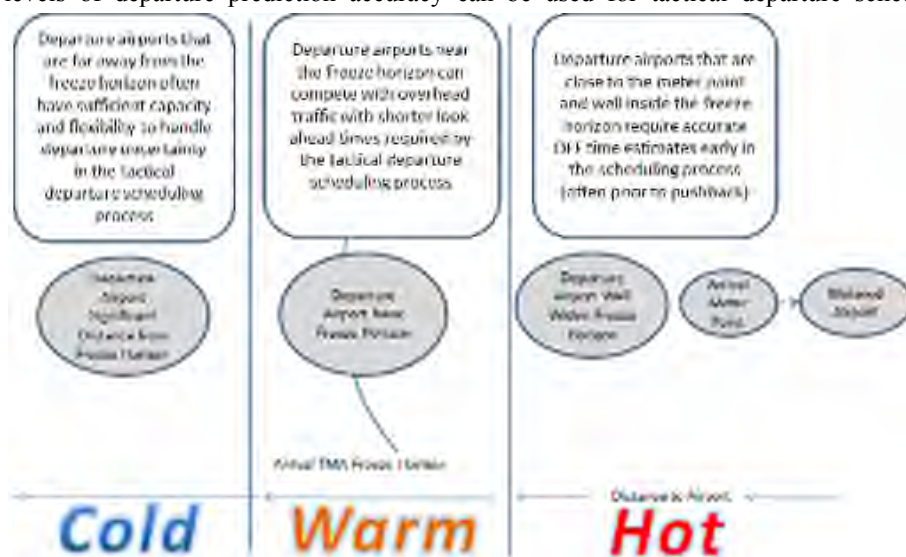 levels of departure prediction accuracy can be used for tactical departure
Departure airports that
are far away from the
freeze horizon often
have sufficient capacity
and flexibility to handle
departure uncertainty
in the tactical
departure scheduling
process
Departure airports near
the freeze horizon can
compete with overhead
traffic with shorter look
ahead times required by
the tactical departure
scheduling process
Departure airports that are
close to the meter point
and well inside the freeze
horizon require accurate
OFF time estimates early in
the scheduling process
(often prior to pushback)
Departure
Airport
Significant
Distance from
Freeze Horizon
Departure
Airport Near
Freeze Horizon
Departure
Airport Well
Within Freeze
Horizon
Arrival
Meter
Point
Metered
Airport
Arrival TMA Freeze Horizon
Distance to Airport
Cold
Warm
Hot